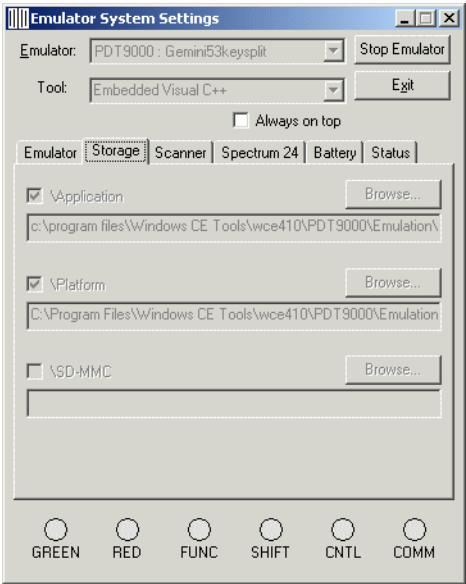 Emulator System Settings
Emulator: PDT9000 : Gemini53keysplit Stop Emulator
Tool: Embedded Visual C++ Exit
Always on top
Emulator Storage Scanner Spectrum 24 Battery Status
\Application Browse...
c:\program files\Windows CE Tools\wce410\PDT9000\Emulation\
\Platform Browse...
C:\Program Files\Windows CE Tools\wce410\PDT9000\Emulation
\SD-MMC Browse...
GREEN RED FUNC SHIFT CNTL COMM